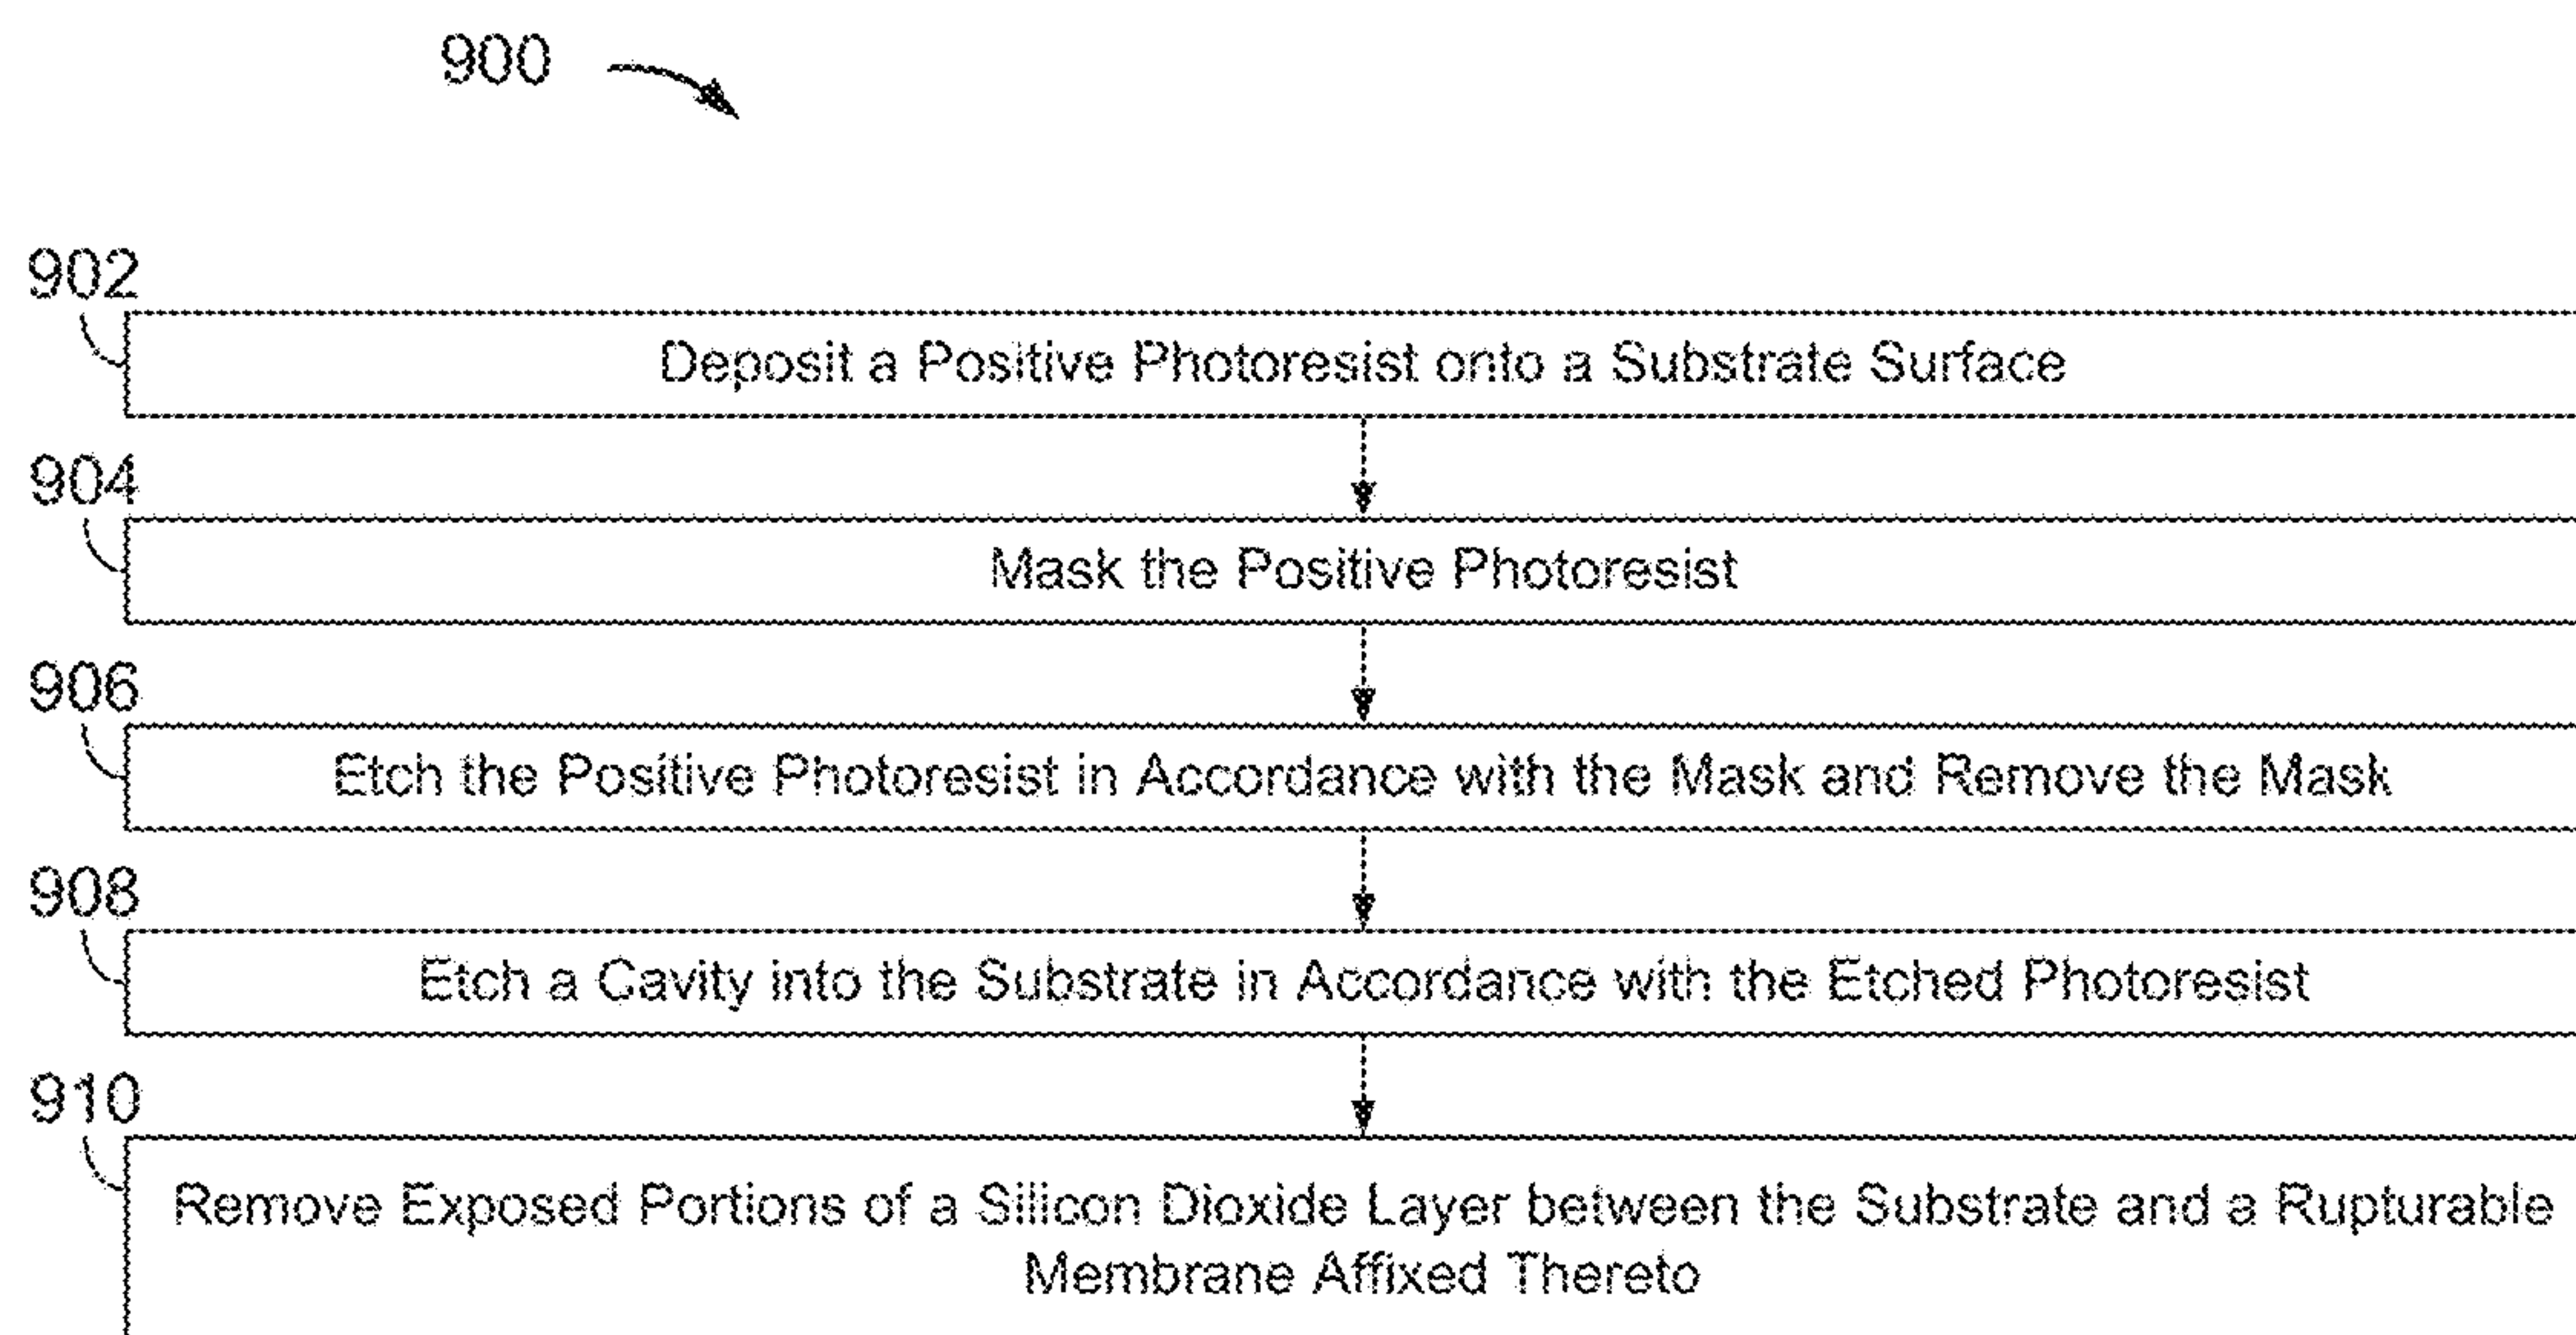 900
902
Deposit a Positive Photoresist onto a Substrate Surface
904
Mask the Positive Photoresist
906
Etch the Positive Photoresist in Accordance with the Mask and Remove the Mask
908
Etch a Cavity into the Substrate in Accordance with the Etched Photoresist
910
Remove Exposed Portions of a Silicon Dioxide Layer between the Substrate and a Rupturable
Membrane Affixed Thereto